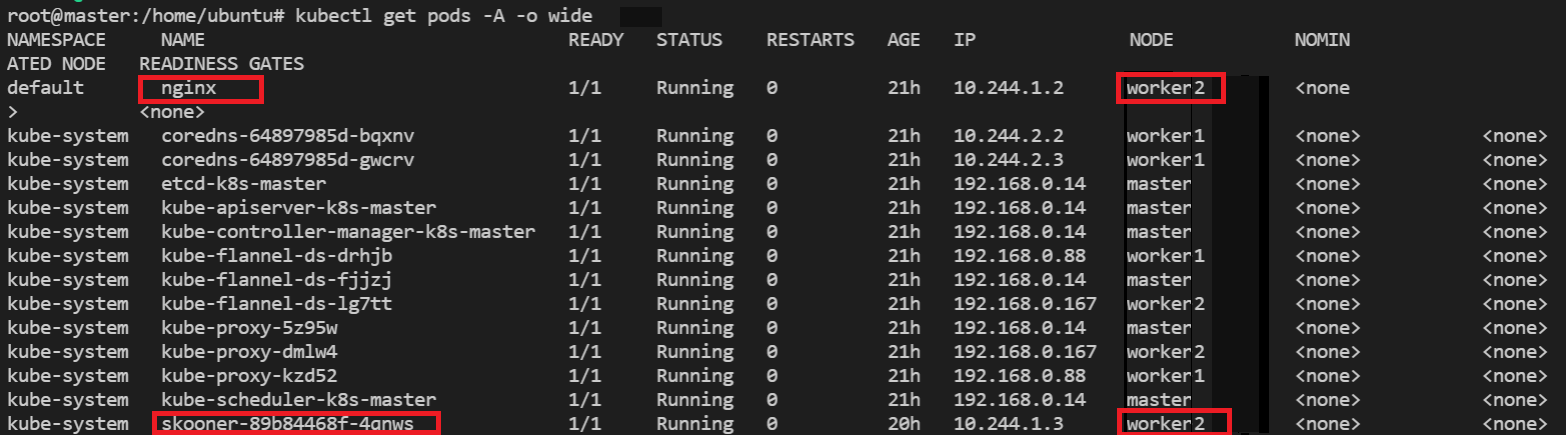 root@master:/home/ubuntu# kubectl get pods -A -o wide
NAMESPACE NAME READY STATUS RESTARTS AGE IP NODE NOMIN
ATED NODE READINESS GATES
default nginx 1/1 Running 0 21h 10.244.1.2 worker2 <none
> <none>
kube-system coredns-64897985d-bqxnv 1/1 Running 0 21h 10.244.2.2 worker1 <none> <none>
kube-system coredns-64897985d-gwcrv 1/1 Running 0 21h 10.244.2.3 worker1 <none> <none>
kube-system etcd-k8s-master 1/1 Running 0 21h 192.168.0.14 master <none> <none>
kube-system kube-apiserver-k8s-master 1/1 Running 0 21h 192.168.0.14 master <none> <none>
kube-system kube-controller-manager-k8s-master 1/1 Running 0 21h 192.168.0.14 master <none> <none>
kube-system kube-flannel-ds-drhjb 1/1 Running 0 21h 192.168.0.88 worker1 <none> <none>
kube-system kube-flannel-ds-fjjzj 1/1 Running 0 21h 192.168.0.14 master <none> <none>
kube-system kube-flannel-ds-lg7tt 1/1 Running 0 21h 192.168.0.167 worker2 <none> <none>
kube-system kube-proxy-5z95w 1/1 Running 0 21h 192.168.0.14 master <none> <none>
kube-system kube-proxy-dmlw4 1/1 Running 0 21h 192.168.0.167 worker2 <none> <none>
kube-system kube-proxy-kzd52 1/1 Running 0 21h 192.168.0.88 worker1 <none> <none>
kube-system kube-scheduler-k8s-master 1/1 Running 0 21h 192.168.0.14 master <none> <none>
kube-system skooner-89b84468f-4qnws 1/1 Running 0 20h 10.244.1.3 worker2 <none> <none>